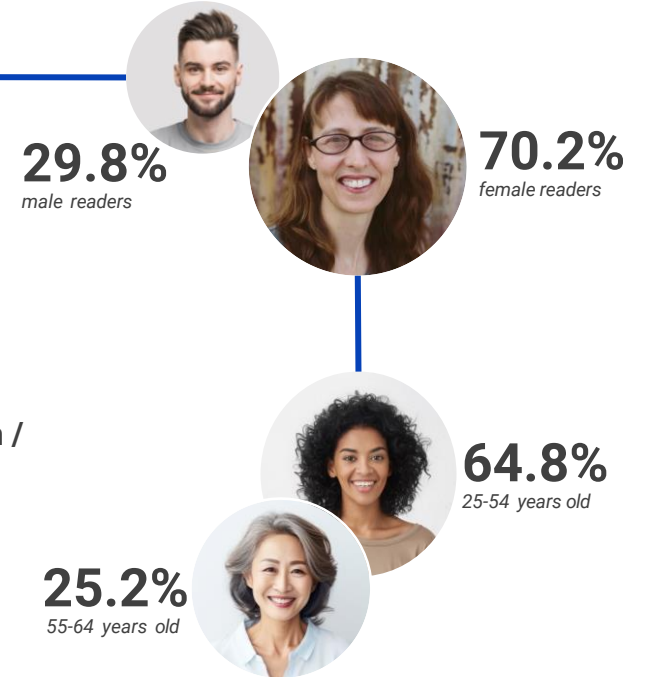 29.8%
male readers
70.2%
female readers
/
64.8%
25-54 years old
25.2%
55-64 years old